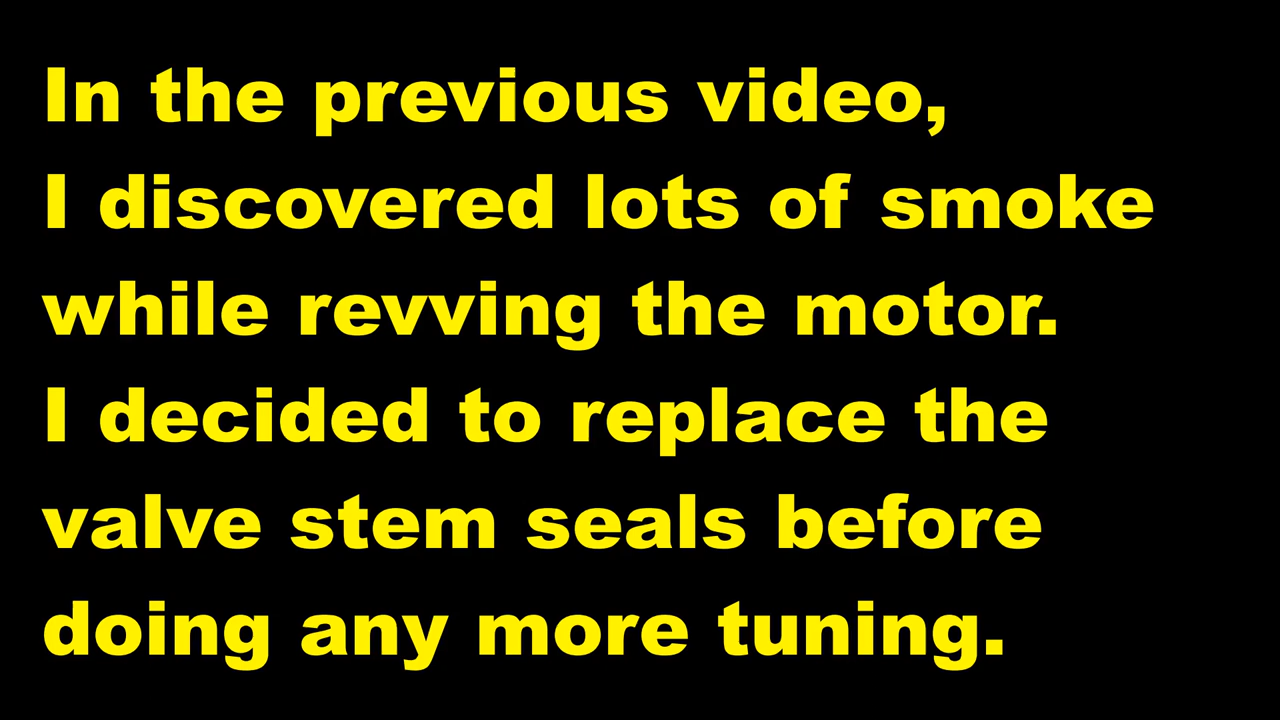 In the previous video,
I discovered lots of smoke
while revving the motor.
I decided to replace the
valve stem seals before
doing any more tuning.